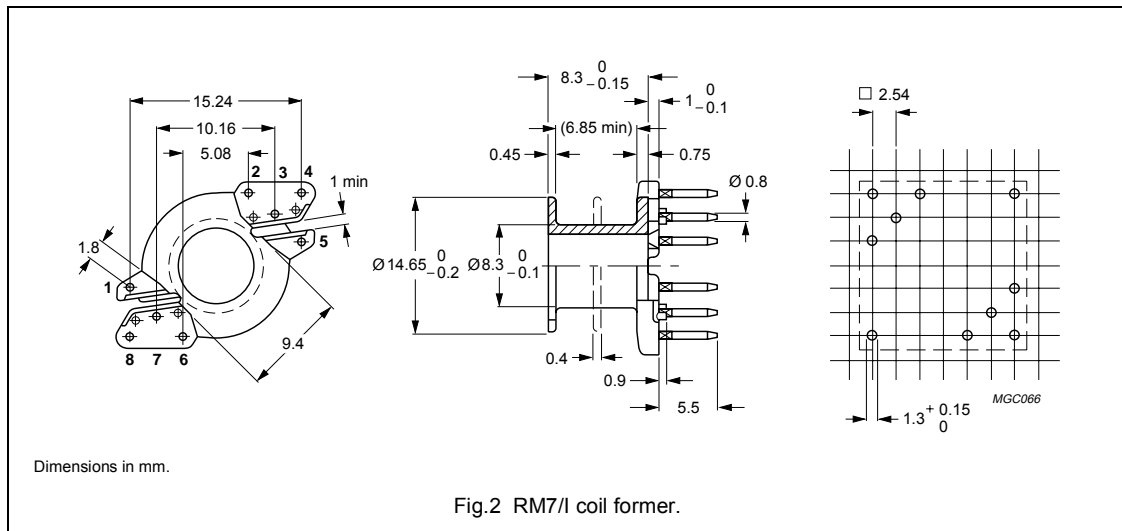 15.24
10.16
5.08
2 3 4
1 min
5
1.8
1
8 7 6
9.4
8.3 0 −0.15
1 0 −0.1
(6.85 min)
0.45
0.75
Ø 0.8
Ø 14.65 0 −0.2
Ø 8.3 0 −0.1
0.4
0.9
5.5
□ 2.54
MGC066
1.3 + 0.15 0
Dimensions in mm.
Fig.2 RM7/I coil former.